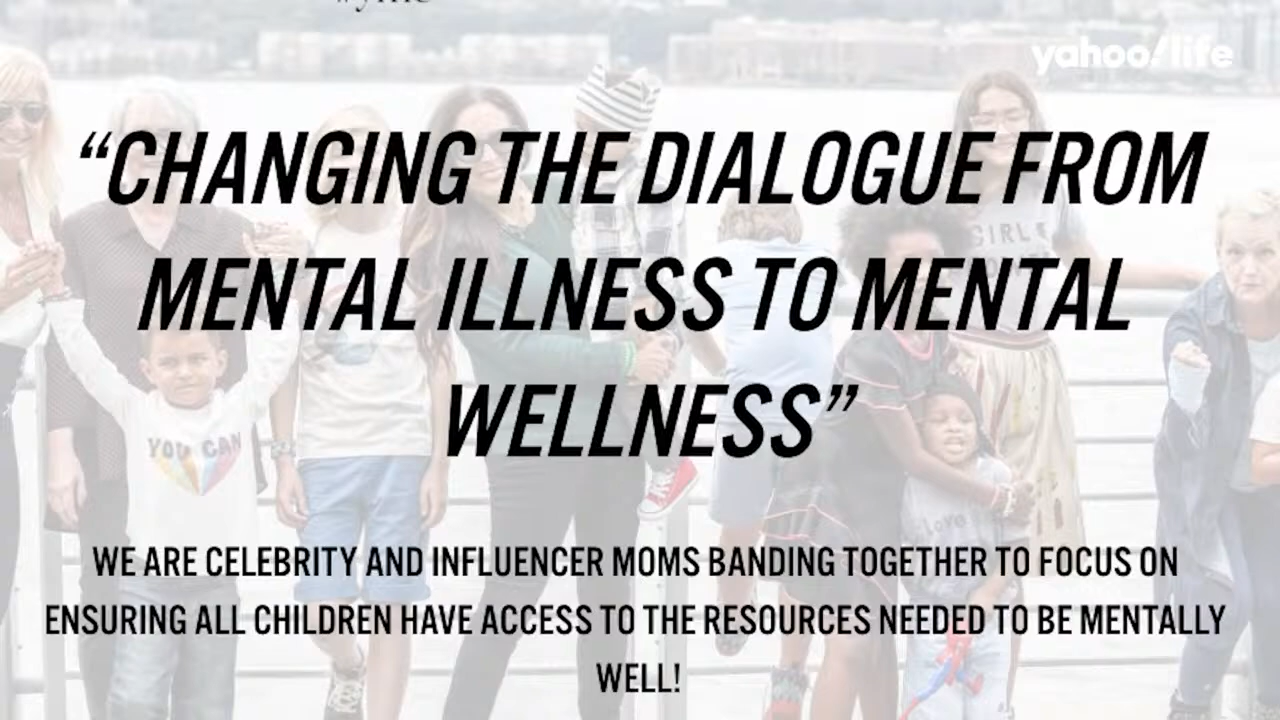 yahoo!life
“CHANGING THE DIALOGUE FROM
MENTAL ILLNESS TO MENTAL
WELLNESS”
YOU CAN
GIRL
Love
WE ARE CELEBRITY AND INFLUENCER MOMS BANDING TOGETHER TO FOCUS ON
ENSURING ALL CHILDREN HAVE ACCESS TO THE RESOURCES NEEDED TO BE MENTALLY
WELL!